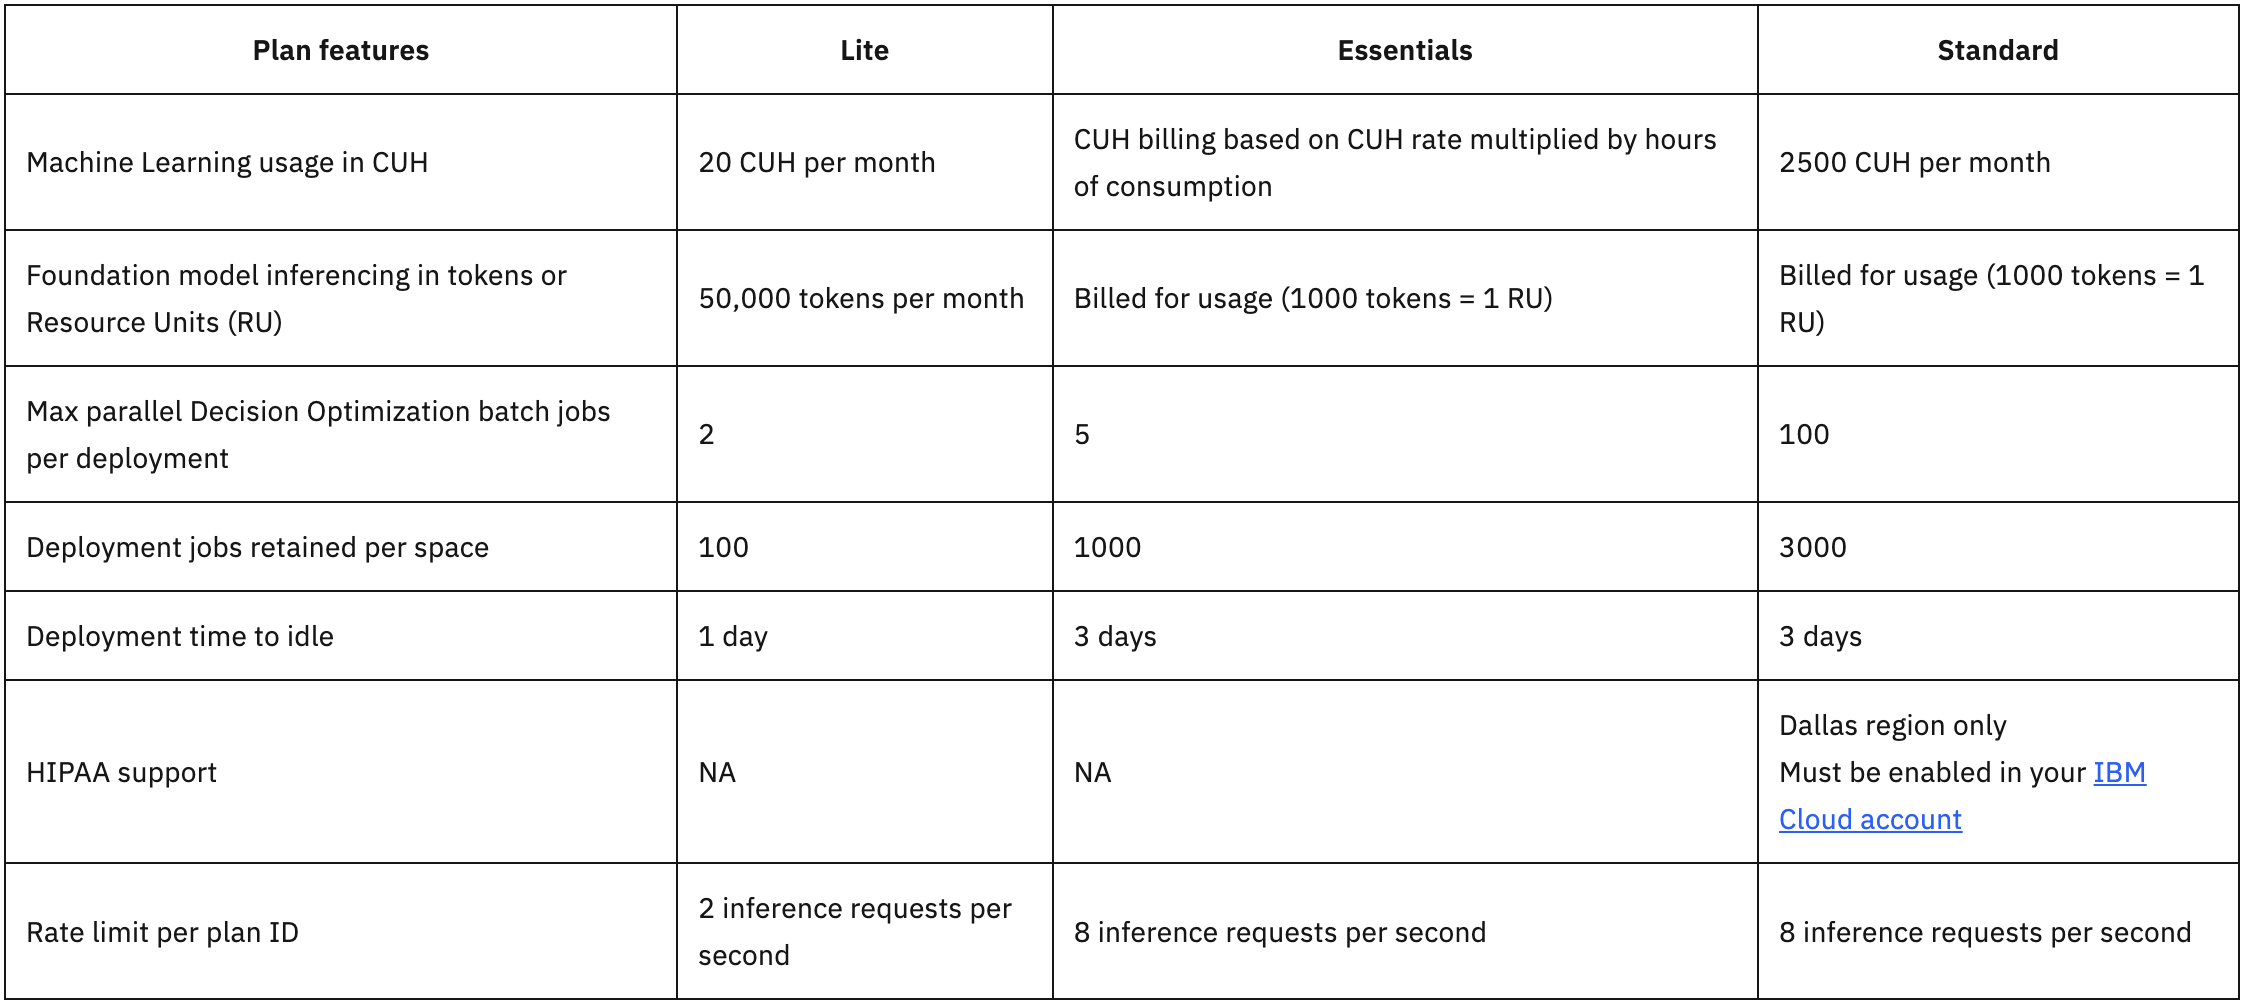 Plan features
Lite
Essentials
Standard
Machine Learning usage in CUH
20 CUH per month
CUH billing based on CUH rate multiplied by hours
of consumption
2500 CUH per month
Foundation model inferencing in tokens or
Resource Units (RU)
50,000 tokens per month
Billed for usage (1000 tokens = 1 RU)
Billed for usage (1000 tokens = 1
RU)
Max parallel Decision Optimization batch jobs
per deployment
2
5
100
Deployment jobs retained per space
100
1000
3000
Deployment time to idle
1 day
3 days
3 days
HIPAA support
NA
NA
Dallas region only
Must be enabled in your IBM
Cloud account
Rate limit per plan ID
2 inference requests per
second
8 inference requests per second
8 inference requests per second